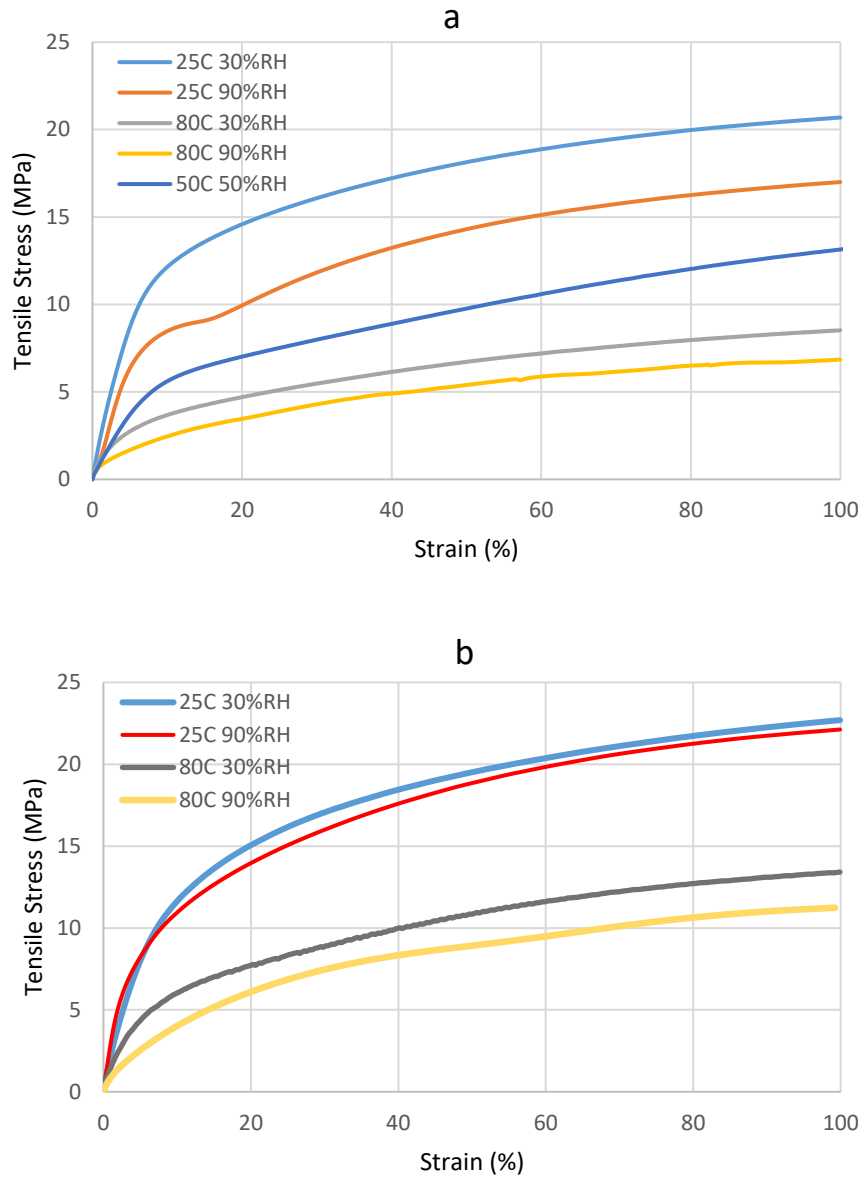 a
25
20
15
10
5
0
Tensile Stress (MPa)
25C 30%RH
25C 90%RH
80C 30%RH
80C 90%RH
50C 50%RH
0 20 40 60 80 100
Strain (%)
b
25
20
15
10
5
0
Tensile Stress (MPa)
25C 30%RH
25C 90%RH
80C 30%RH
80C 90%RH
0 20 40 60 80 100
Strain (%)